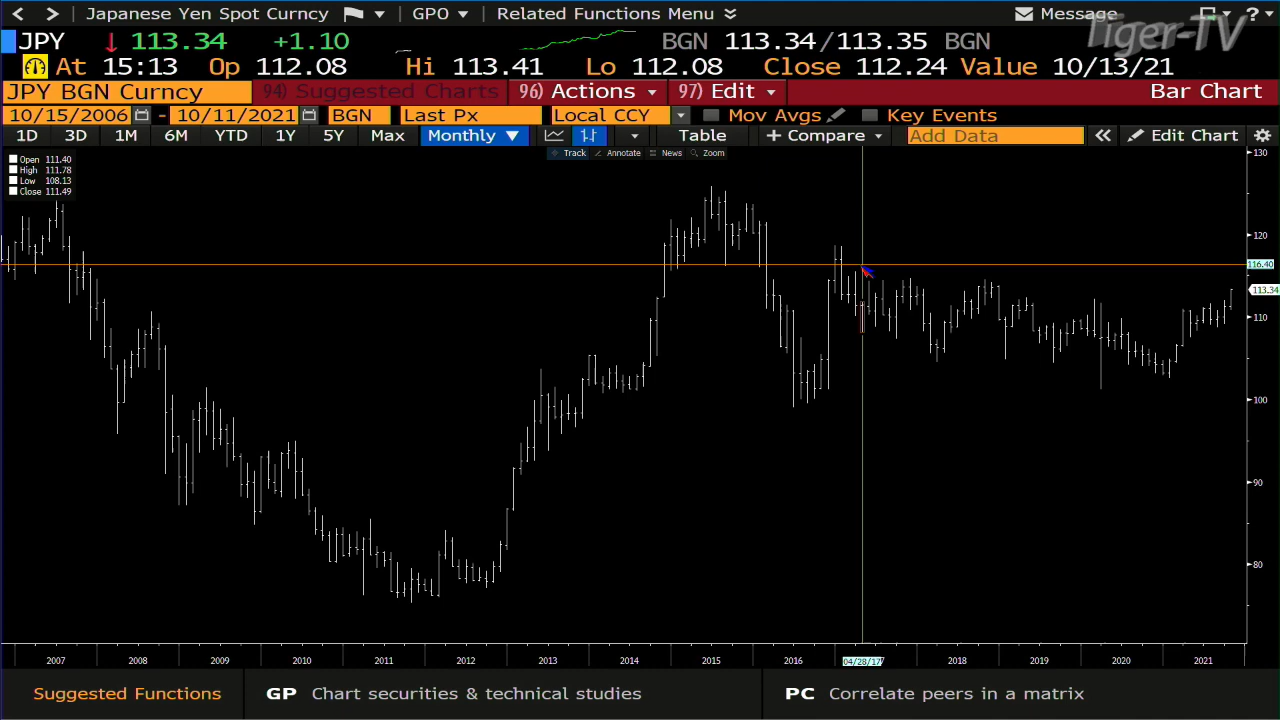 Japanese Yen Spot Curncy GPO Related Functions Menu Message ?
Tiger-TV
JPY 113.34 +1.10 BGN 113.34/113.35 BGN
At 15:13 Op 112.08 Hi 113.41 Lo 112.08 Close 112.24 Value 10/13/21
JPY BGN Curncy 94) Suggested Charts 96) Actions 97) Edit Bar Chart
10/15/2006 - 10/11/2021 BGN Last Px Local CCY Mov Avgs Key Events
1D 3D 1M 6M YTD 1Y 5Y Max Monthly Table + Compare Add Data Edit Chart
Track Annotate News Zoom
Open 111.40
High 111.78
Low 108.13
Close 111.49
130
120
116.40
113.34
110
100
90
80
2007 2008 2009 2010 2011 2012 2013 2014 2015 2016 04/28/17 2018 2019 2020 2021
Suggested Functions GP Chart securities & technical studies PC Correlate peers in a matrix